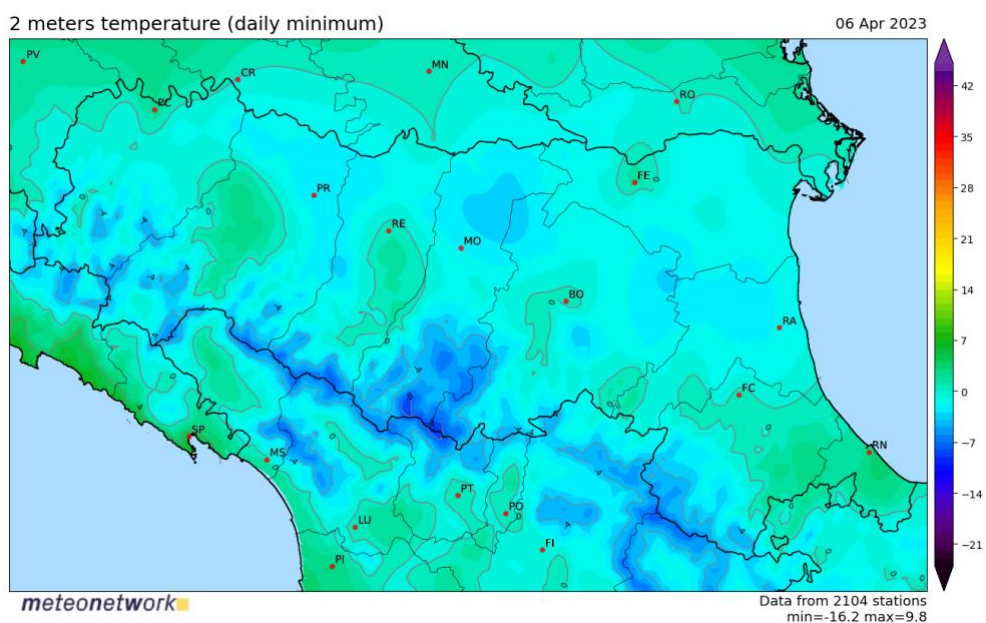 2 meters temperature (daily minimum)
06 Apr 2023
PV
CR
MN
PC
RO
42
35
28
21
14
7
0
−7
−14
−21
PR
FE
RE
MO
BO
RA
FC
SP
MS
RN
PT
PO
LU
FI
PI
meteonetwork
Data from 2104 stations
min=-16.2 max=9.8